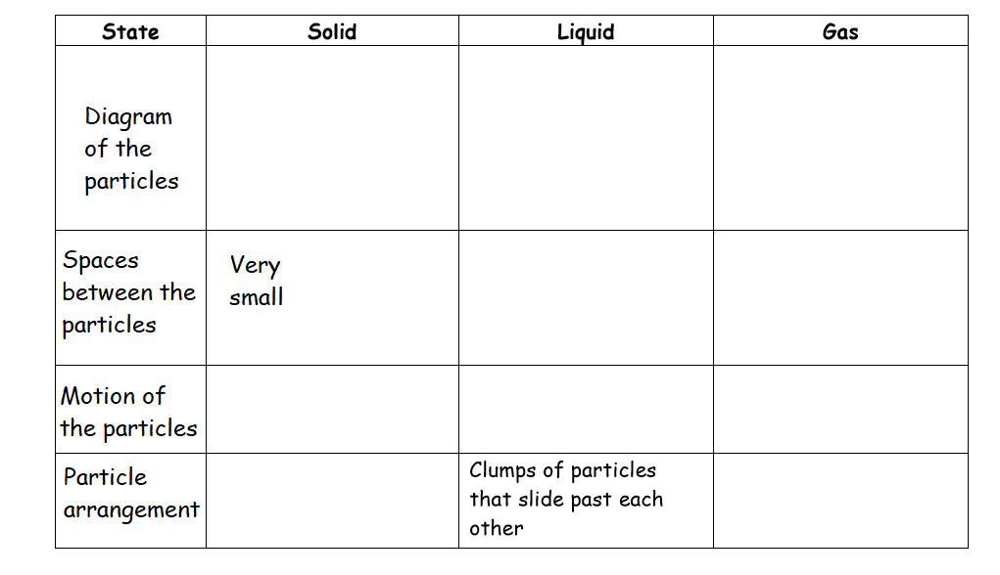 State Solid Liquid Gas
Diagram
of the
particles
Spaces
between the
particles
Very
small
Motion of
the particles
Particle
arrangement
Clumps of particles
that slide past each
other